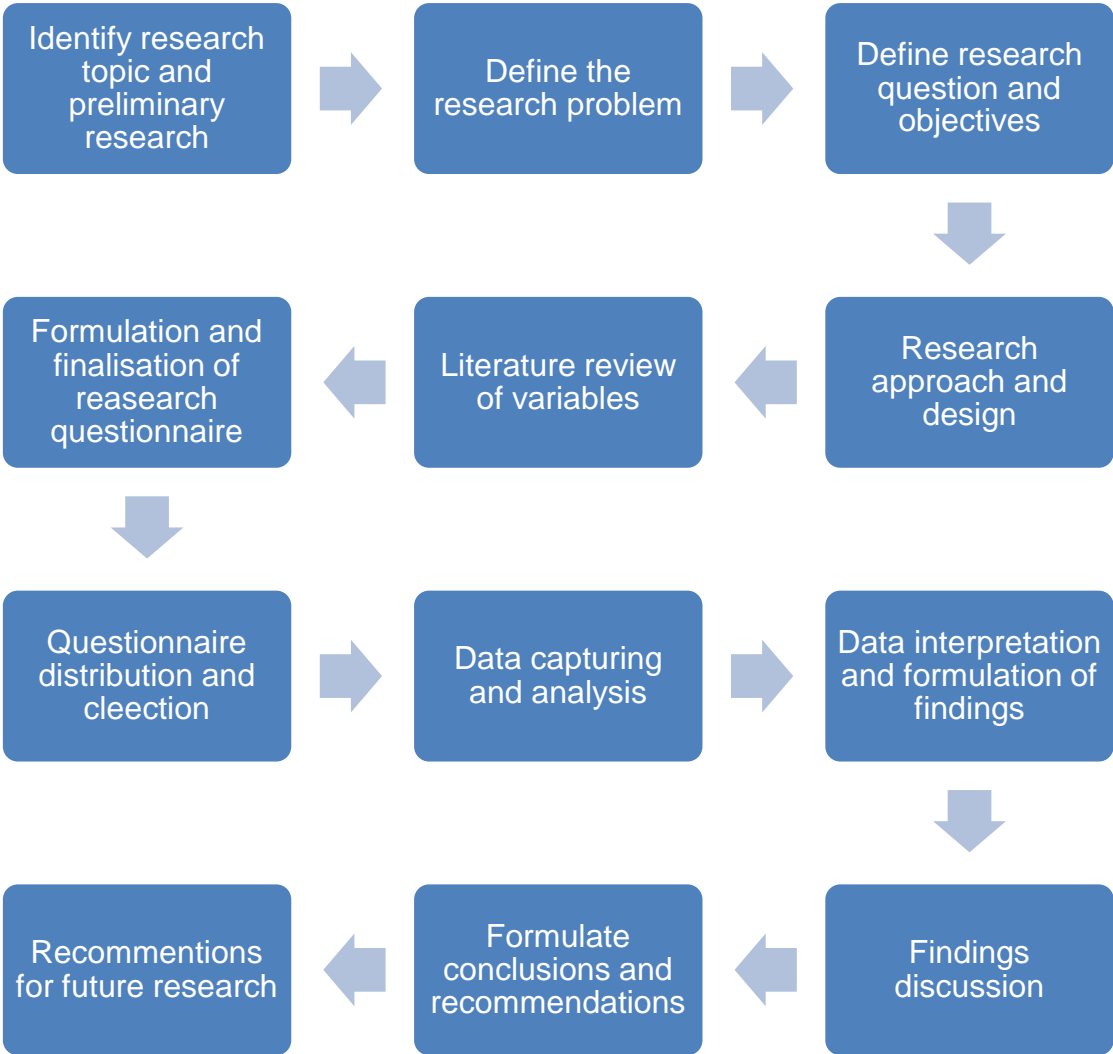 Identify research
topic and
preliminary
research
Define the
research problem
Define research
question and
objectives
Research
approach and
design
Literature review
of variables
Formulation and
finalisation of
reasearch
questionnaire
Questionnaire
distribution and
cleection
Data capturing
and analysis
Data interpretation
and formulation of
findings
Findings
discussion
Formulate
conclusions and
recommendations
Recommentions
for future research